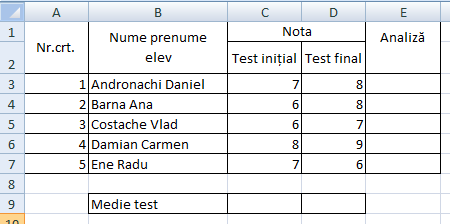 A B C D E
1 Nr.crt. Nume prenume elev Nota Analiză
2 Test inițial Test final
3 1 Andronachi Daniel 7 8
4 2 Barna Ana 6 8
5 3 Costache Vlad 6 7
6 4 Damian Carmen 8 9
7 5 Ene Radu 7 6
8
9 Medie test
10